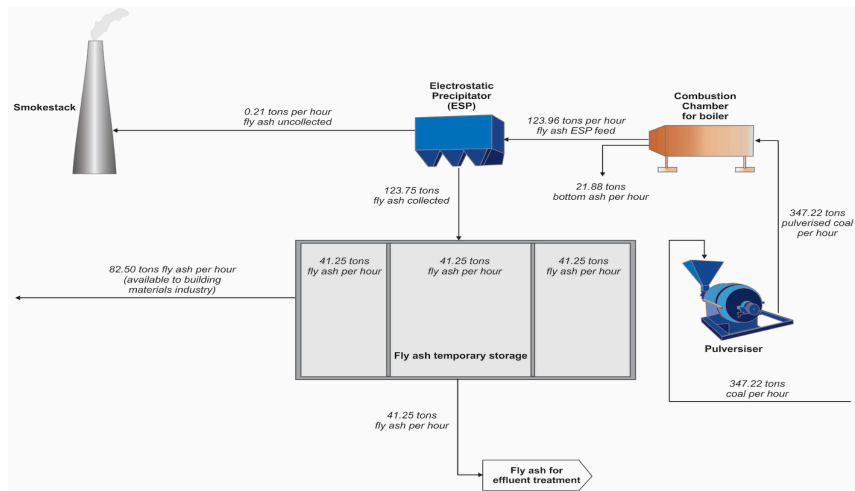 Smokestack
0.21 tons per hour
fly ash uncollected
Electrostatic
Precipitator
(ESP)
123.96 tons per hour
fly ash ESP feed
Combustion
Chamber
for boiler
21.88 tons
bottom ash per hour
123.75 tons
fly ash collected
347.22 tons
pulverised coal
per hour
82.50 tons fly ash per hour
(available to building
materials industry)
41.25 tons
fly ash per hour
41.25 tons
fly ash per hour
41.25 tons
fly ash per hour
Fly ash temporary storage
Pulversiser
347.22 tons
coal per hour
41.25 tons
fly ash per hour
Fly ash for
effluent treatment